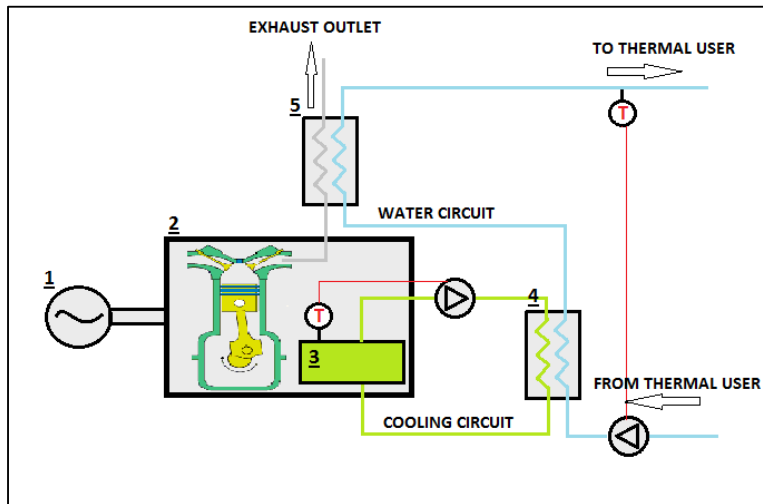 EXHAUST OUTLET
TO THERMAL USER
5
T
2
WATER CIRCUIT
1
4
T
3
FROM THERMAL USER
COOLING CIRCUIT